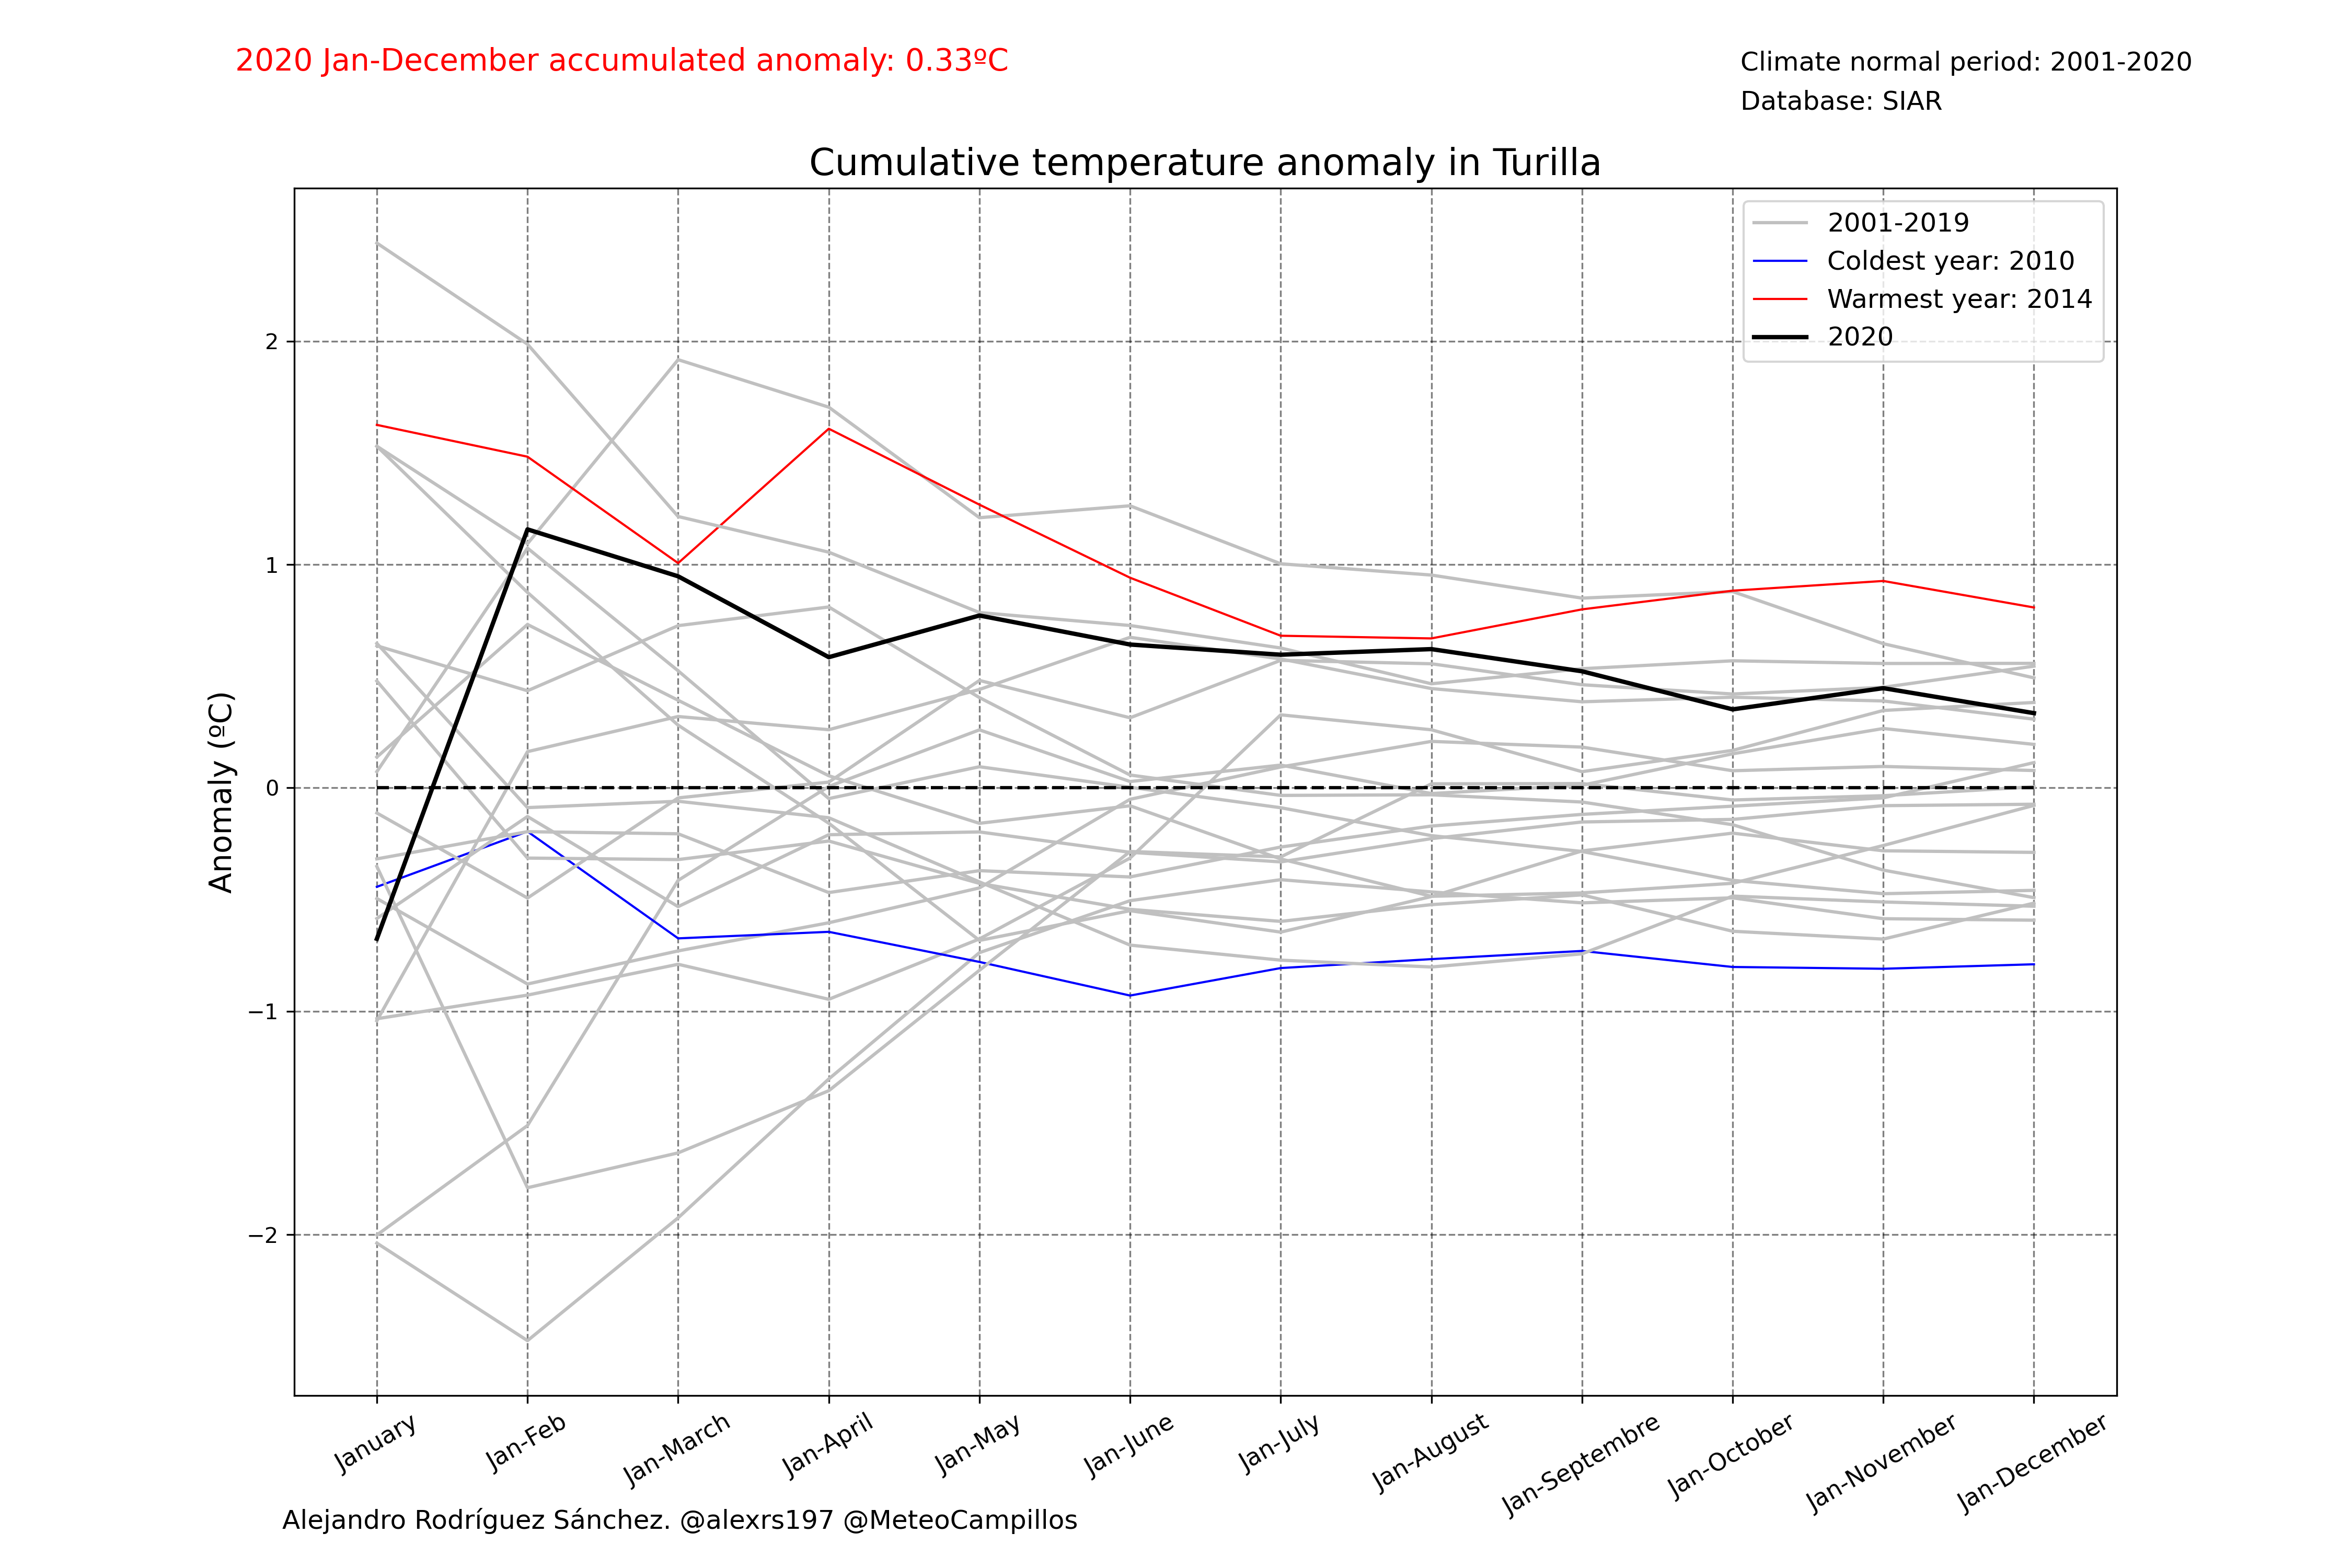 2020 Jan-December accumulated anomaly: 0.33ºC
Climate normal period: 2001-2020
Database: SIAR
Cumulative temperature anomaly in Turilla
2001-2019
Coldest year: 2010
Warmest year: 2014
2020
Anomaly (ºC)
2
1
0
−1
−2
January
Jan-Feb
Jan-March
Jan-April
Jan-May
Jan-June
Jan-July
Jan-August
Jan-Septembre
Jan-October
Jan-November
Jan-December
Alejandro Rodríguez Sánchez. @alexrs197 @MeteoCampillos